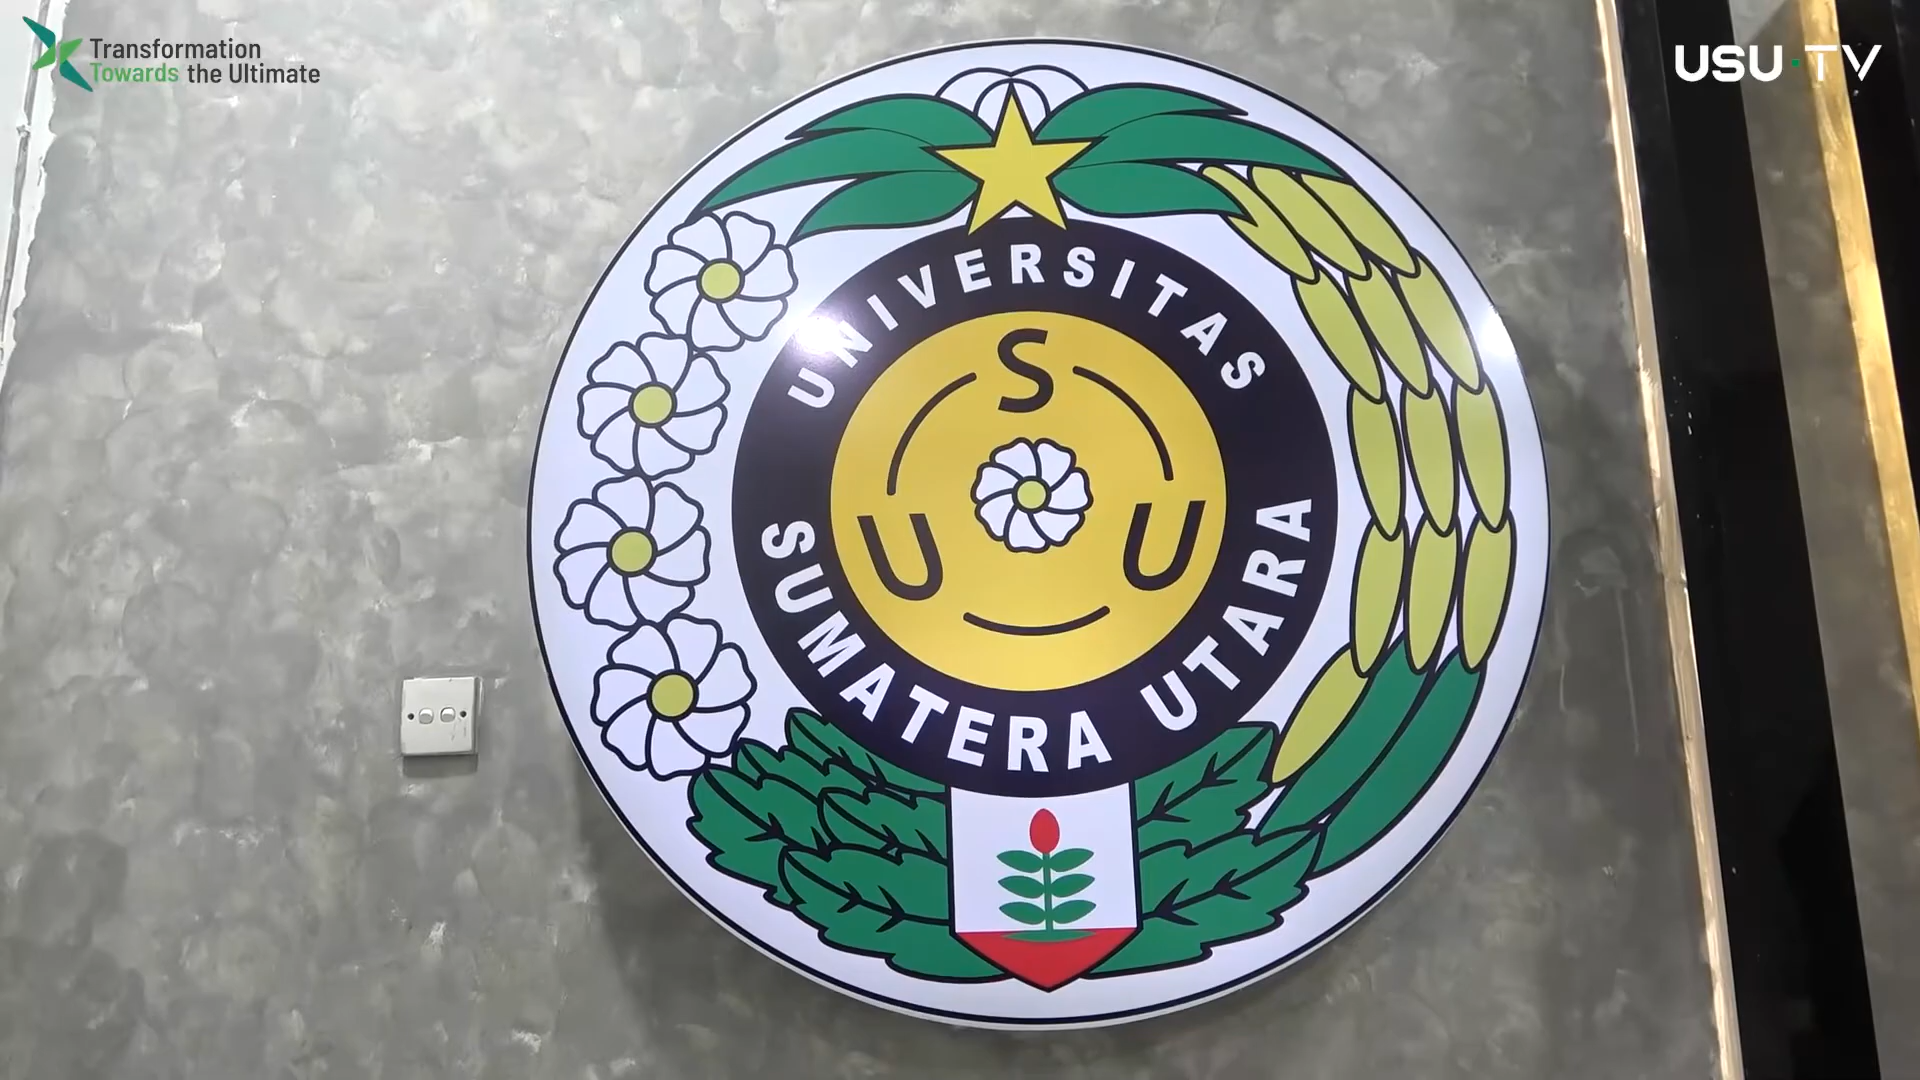 Transformation
Towards the Ultimate
USU·TV
UNIVERSITAS
SUMATERA UTARA
S
U U